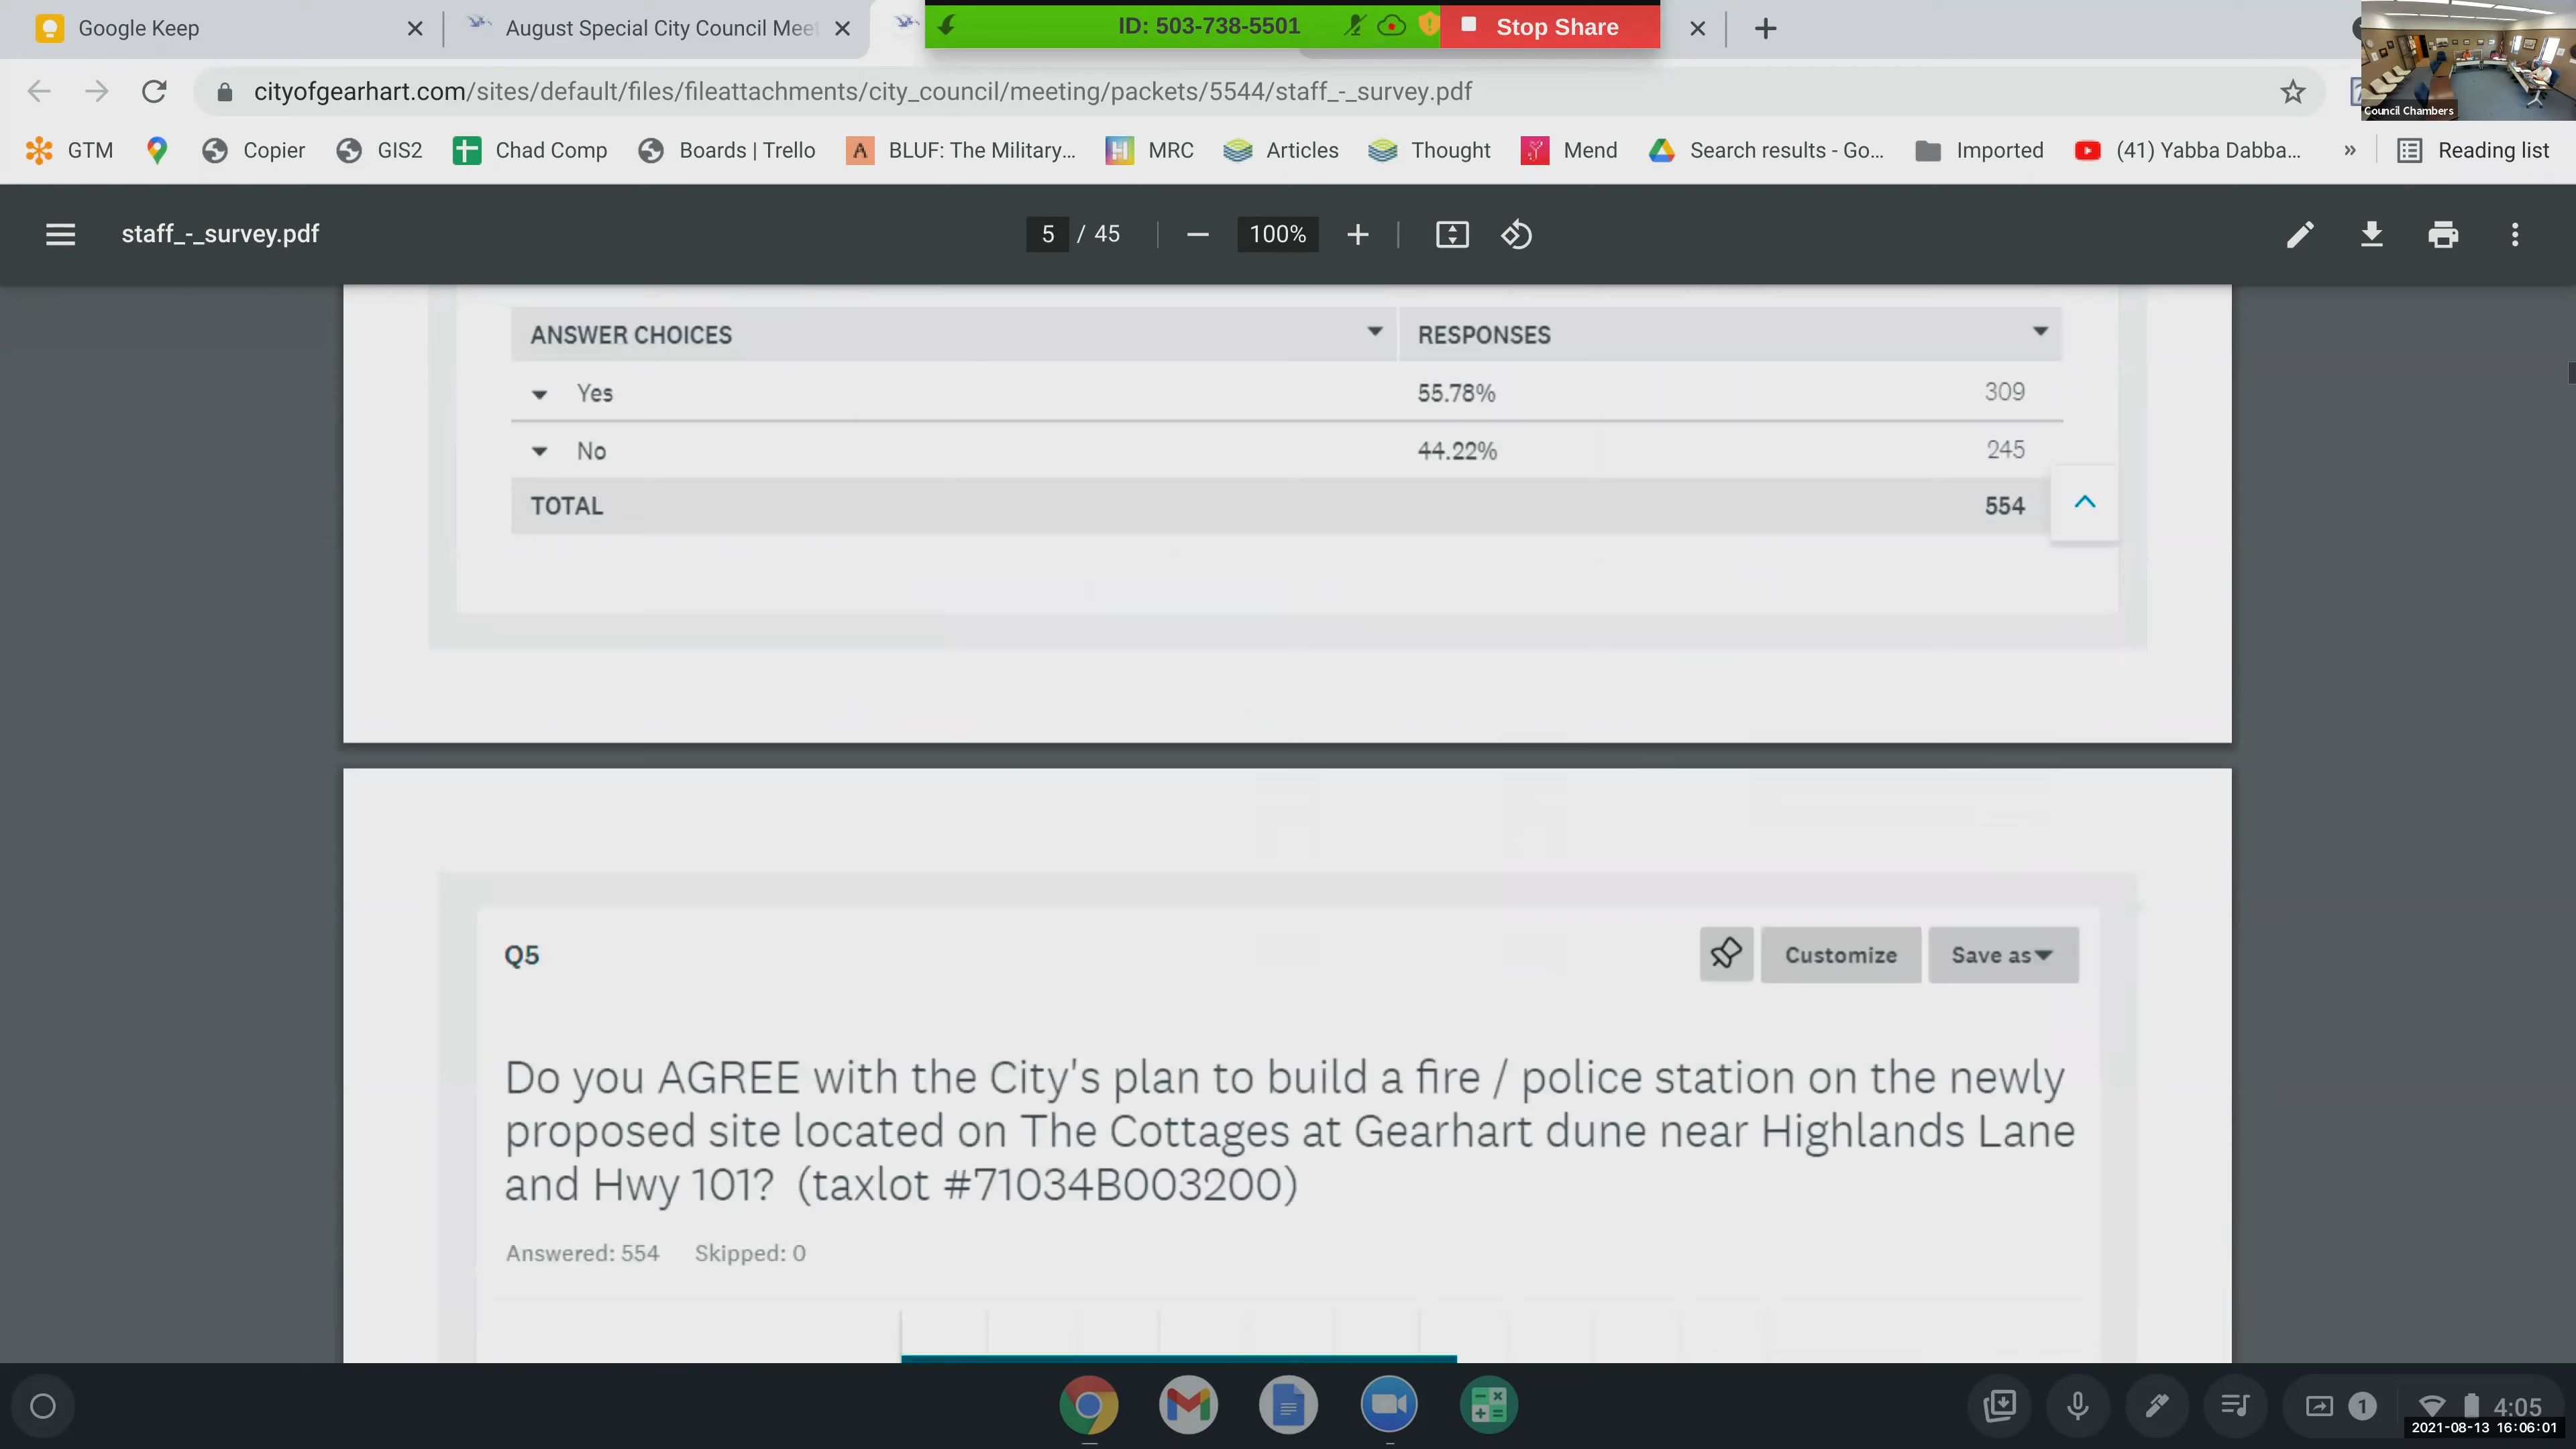 Google Keep
August Special City Council Meet
ID: 503-738-5501
Stop Share
cityofgearhart.com/sites/default/files/fileattachments/city_council/meeting/packets/5544/staff_-_survey.pdf
Council Chambers
GTM
Copier
GIS2
Chad Comp
Boards | Trello
BLUF: The Military...
MRC
Articles
Thought
Mend
Search results - Go...
Imported
(41) Yabba Dabba...
»
Reading list
staff_-_survey.pdf
5 / 45
100%
ANSWER CHOICES RESPONSES
Yes 55.78% 309
No 44.22% 245
TOTAL 554
Q5
Customize
Save as
Do you AGREE with the City's plan to build a fire / police station on the newly
proposed site located on The Cottages at Gearhart dune near Highlands Lane
and Hwy 101? (taxlot #71034B003200)
Answered: 554 Skipped: 0
1
4:05
2021-08-13 16:06:01